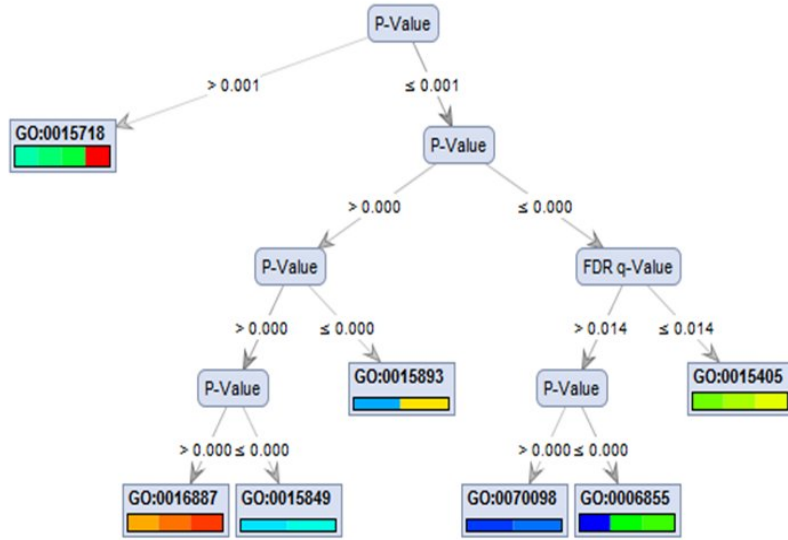 P-Value
> 0.001
≤ 0.001
GO:0015718
P-Value
> 0.000
≤ 0.000
P-Value
FDR q-Value
> 0.000
≤ 0.000
> 0.014
≤ 0.014
P-Value
GO:0015893
P-Value
GO:0015405
> 0.000
≤ 0.000
> 0.000
≤ 0.000
GO:0016887
GO:0015849
GO:0070098
GO:0006855